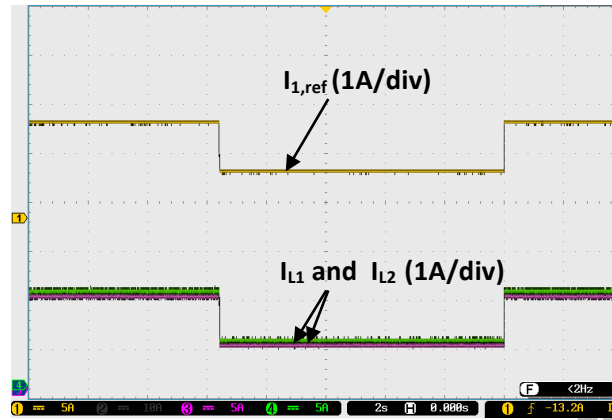 I1,ref (1A/div)
1
IL1 and IL2 (1A/div)
4
F <2Hz
1 5A 2 10A 3 5A 4 5A 2s H 0.000s 1 -13.2A